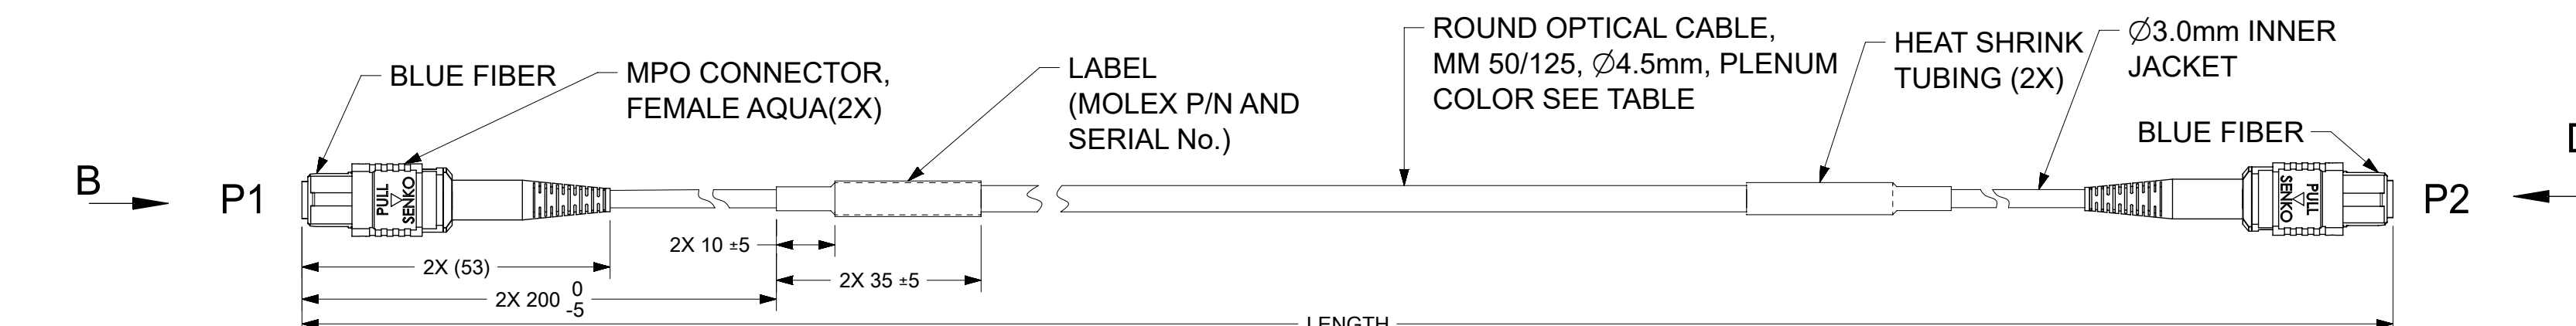 ROUND OPTICAL CABLE,
MM 50/125, ∅4.5mm, PLENUM
COLOR SEE TABLE
HEAT SHRINK
TUBING (2X)
∅3.0mm INNER
JACKET
BLUE FIBER
MPO CONNECTOR,
FEMALE AQUA(2X)
LABEL
(MOLEX P/N AND
SERIAL No.)
BLUE FIBER
B
P1
PULL
SENKO
PULL
SENKO
P2
2X 10 ±5
2X (53)
2X 35 ±5
2X 200 0
-5
LENGTH